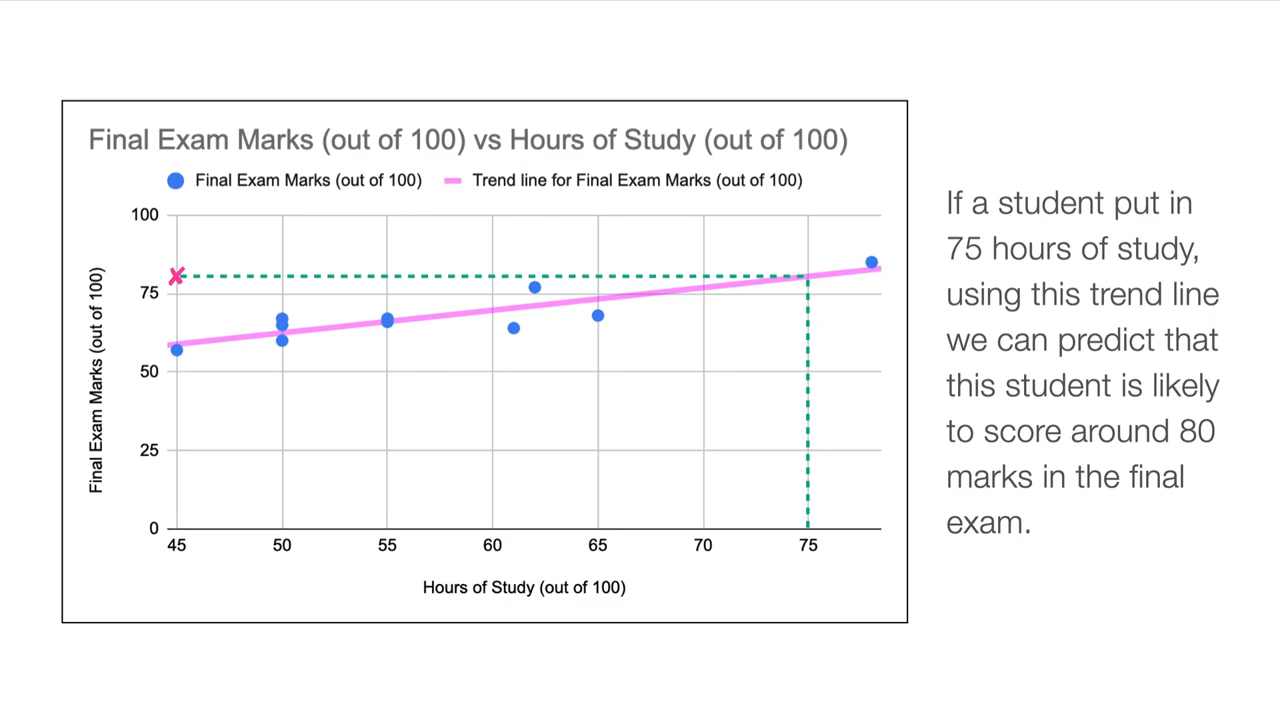 Final Exam Marks (out of 100) vs Hours of Study (out of 100)
Final Exam Marks (out of 100)
Trend line for Final Exam Marks (out of 100)
Final Exam Marks (out of 100)
100
75
50
25
0
45 50 55 60 65 70 75
Hours of Study (out of 100)
If a student put in
75 hours of study,
using this trend line
we can predict that
this student is likely
to score around 80
marks in the final
exam.